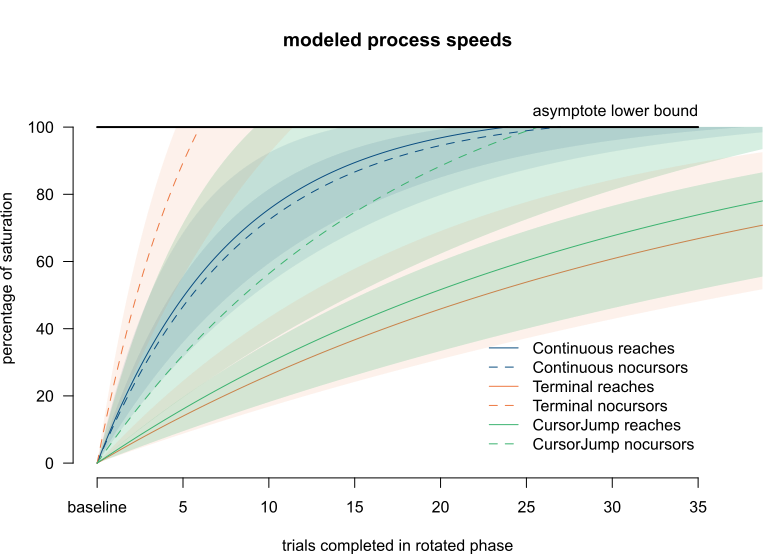 modeled process speeds
asymptote lower bound
percentage of saturation
100
80
60
40
20
0
Continuous reaches
Continuous nocursors
Terminal reaches
Terminal nocursors
CursorJump reaches
CursorJump nocursors
baseline 5 10 15 20 25 30 35
trials completed in rotated phase